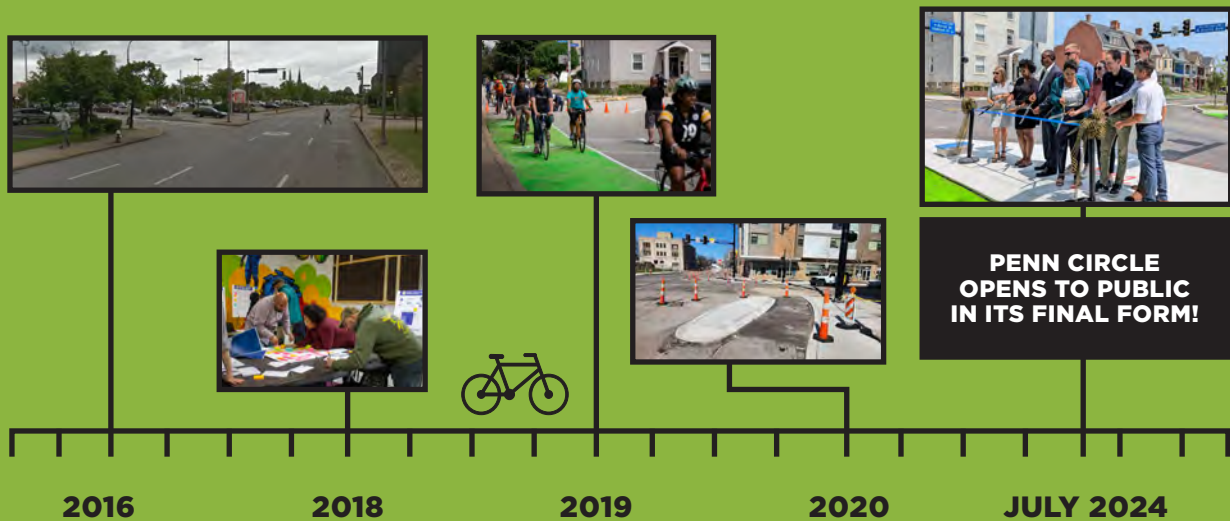 PENN CIRCLE
OPENS TO PUBLIC
IN ITS FINAL FORM!
2016
2018
2019
2020
JULY 2024